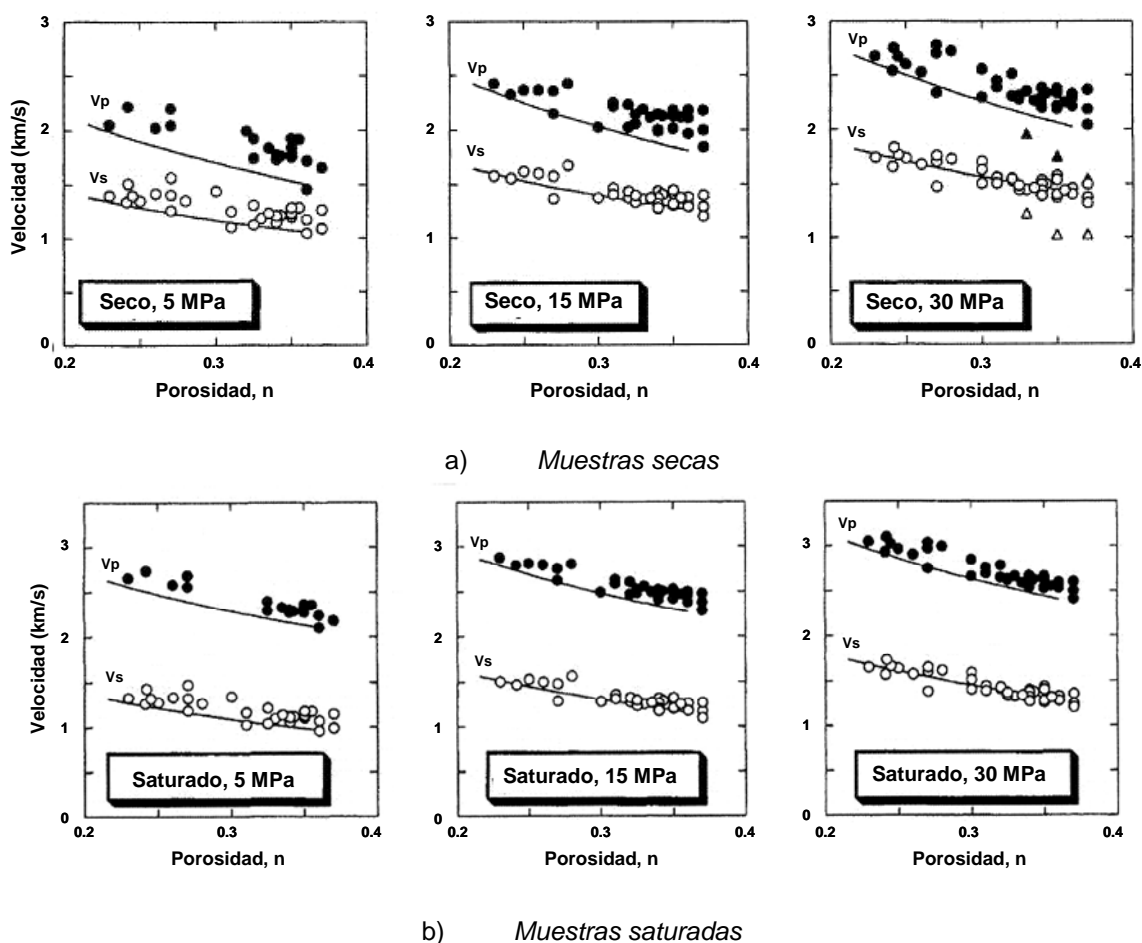 3
3
3
Vp
Vp
Vp
2
2
2
Velocidad (km/s)
Vs
Vs
Vs
1
1
1
Seco, 5 MPa
Seco, 15 MPa
Seco, 30 MPa
0
0
0
0.2 0.3 0.4
0.2 0.3 0.4
0.2 0.3 0.4
Porosidad, n
Porosidad, n
Porosidad, n
a) Muestras secas
3
3
3
Vp
Vp
Vp
2
2
2
Velocidad (km/s)
Vs
Vs
Vs
1
1
1
Saturado, 5 MPa
Saturado, 15 MPa
Saturado, 30 MPa
0
0
0
0.2 0.3 0.4
0.2 0.3 0.4
0.2 0.3 0.4
Porosidad, n
Porosidad, n
Porosidad, n
b) Muestras saturadas